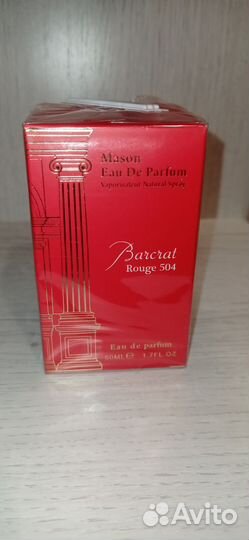 Mason
Eau De Parfum
Vaporisateur Natural Spray
Barcrat
Rouge 504
Eau de parfum
50ML℮ 1.7FL OZ
Avito